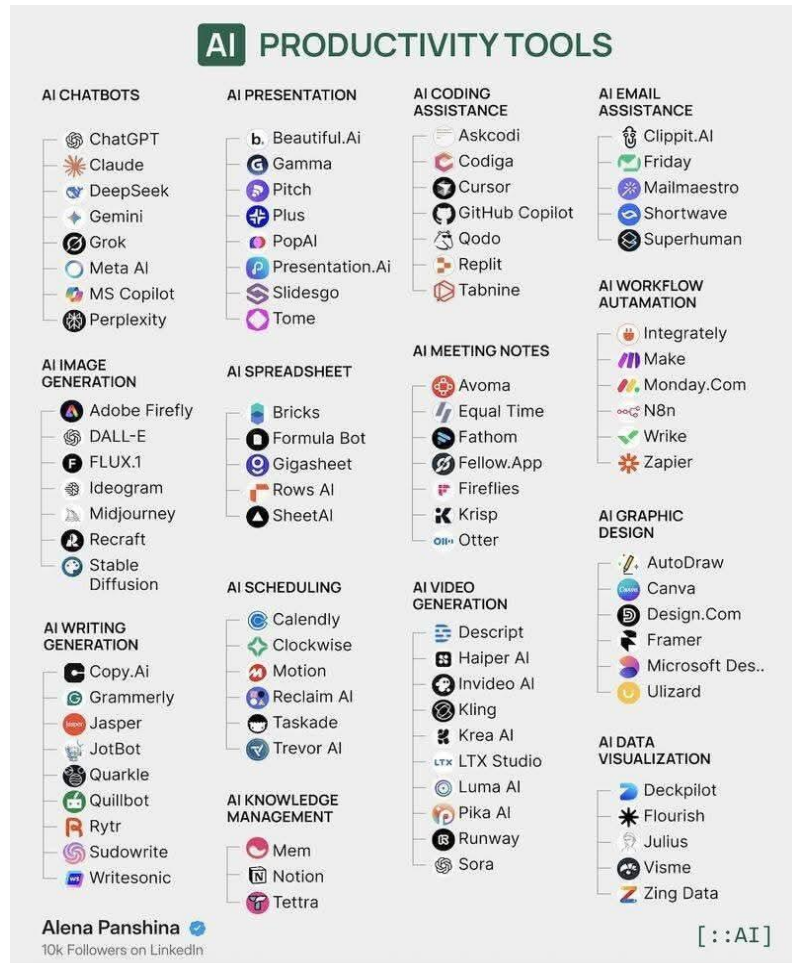 AI PRODUCTIVITY TOOLS
AI CHATBOTS
ChatGPT
Claude
DeepSeek
Gemini
Grok
Meta AI
MS Copilot
Perplexity
AI IMAGE
GENERATION
Adobe Firefly
DALL-E
FLUX.1
Ideogram
Midjourney
Recraft
Stable
Diffusion
AI WRITING
GENERATION
Copy.Ai
Grammerly
Jasper
JotBot
Quarkle
Quillbot
Rytr
Sudowrite
Writesonic
AI PRESENTATION
Beautiful.Ai
Gamma
Pitch
Plus
PopAI
Presentation.Ai
Slidesgo
Tome
AI SPREADSHEET
Bricks
Formula Bot
Gigasheet
Rows AI
SheetAI
AI SCHEDULING
Calendly
Clockwise
Motion
Reclaim AI
Taskade
Trevor AI
AI KNOWLEDGE
MANAGEMENT
Mem
Notion
Tettra
AI CODING
ASSISTANCE
Askcodi
Codiga
Cursor
GitHub Copilot
Qodo
Replit
Tabnine
AI MEETING NOTES
Avoma
Equal Time
Fathom
Fellow.App
Fireflies
Krisp
Otter
AI VIDEO
GENERATION
Descript
Haiper AI
Invideo AI
Kling
Krea AI
LTX LTX Studio
Luma AI
Pika AI
Runway
Sora
AI EMAIL
ASSISTANCE
Clippit.AI
Friday
Mailmaestro
Shortwave
Superhuman
AI WORKFLOW
AUTAMATION
Integrately
Make
Monday.Com
N8n
Wrike
Zapier
AI GRAPHIC
DESIGN
AutoDraw
Canva
Design.Com
Framer
Microsoft Des..
Ulizard
AI DATA
VISUALIZATION
Deckpilot
Flourish
Julius
Visme
Zing Data
Alena Panshina
10k Followers on LinkedIn
[::AI]